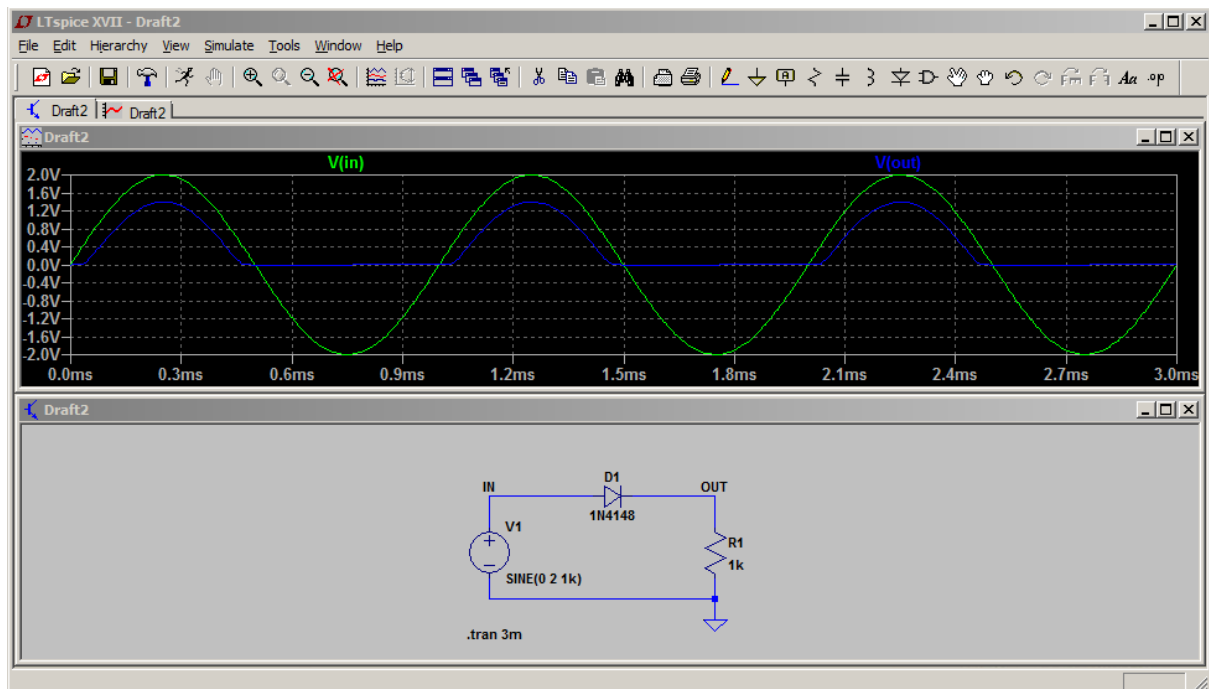 LTspice XVII - Draft2
File Edit Hierarchy View Simulate Tools Window Help
Aa .op
Draft2 Draft2
Draft2
V(in) V(out)
2.0V
1.6V
1.2V
0.8V
0.4V
0.0V
-0.4V
-0.8V
-1.2V
-1.6V
-2.0V
0.0ms 0.3ms 0.6ms 0.9ms 1.2ms 1.5ms 1.8ms 2.1ms 2.4ms 2.7ms 3.0ms
Draft2
IN D1 OUT
1N4148
V1
R1
1k
SINE(0 2 1k)
.tran 3m